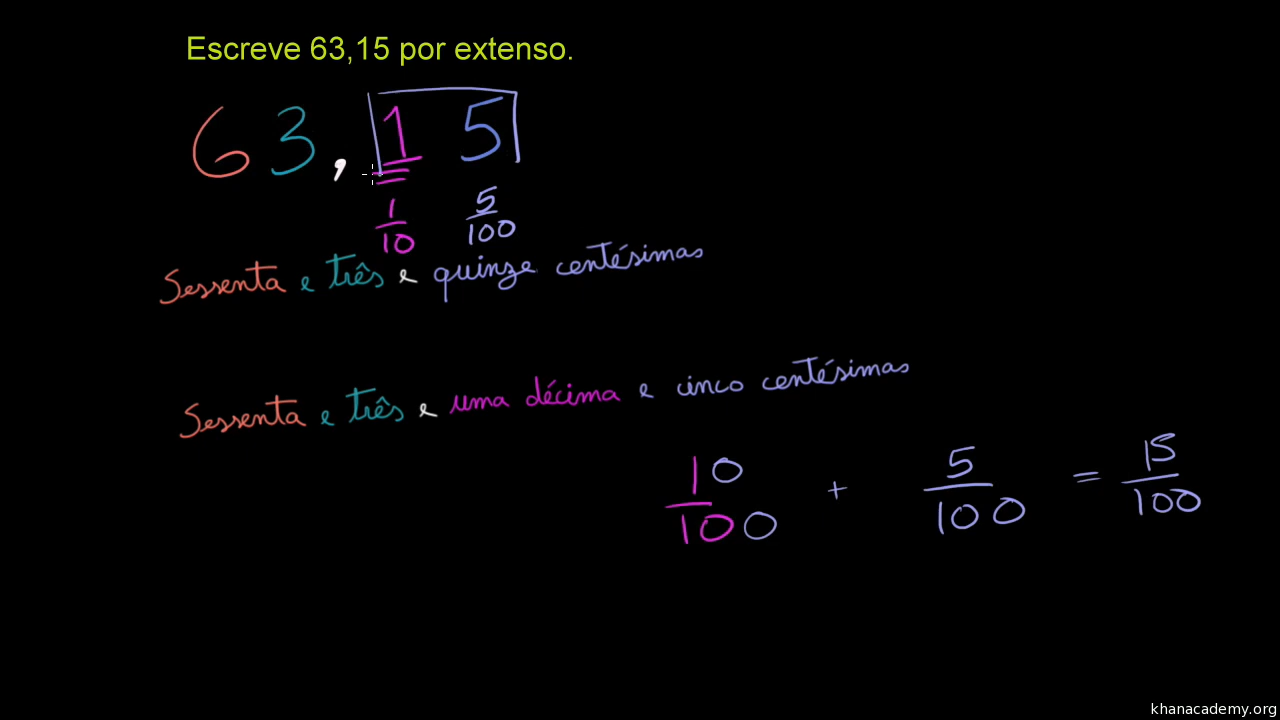 Escreve 63,15 por extenso.
63,15
1/10 5/100
Sessenta e três e quinze centésimas
Sessenta e três e uma décima e cinco centésimas
10/100 + 5/100 = 15/100
khanacademy.org